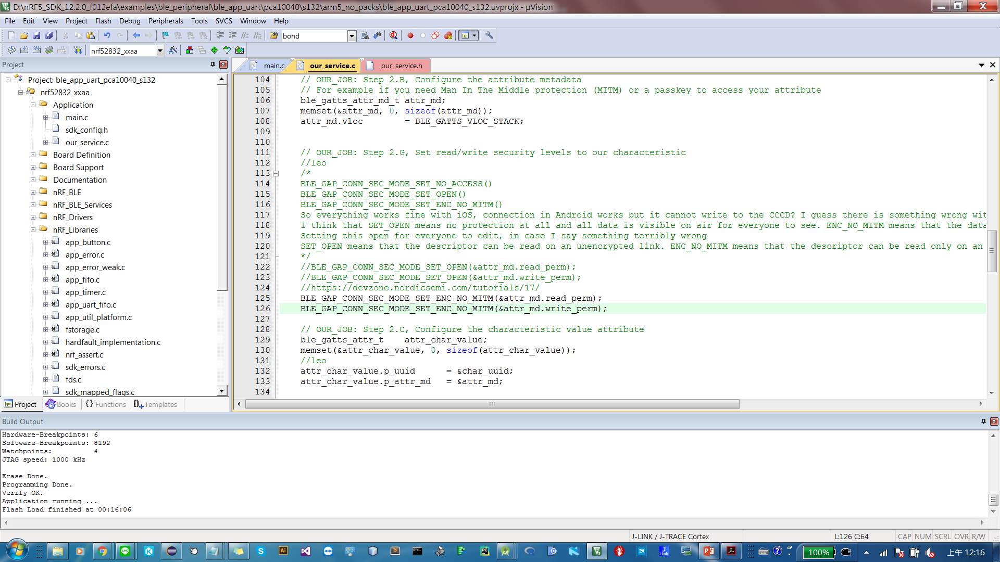 D:\nRF5_SDK_12.2.0_f012efa\examples\ble_peripheral\ble_app_uart\pca10040\s132\arm5_no_packs\ble_app_uart_pca10040_s132.uvprojx - µVision
File Edit View Project Flash Debug Peripherals Tools SVCS Window Help
bond
LOAD
nrf52832_xxaa
Project
Project: ble_app_uart_pca10040_s132
nrf52832_xxaa
Application
main.c
sdk_config.h
our_service.c
Board Definition
Board Support
Documentation
nRF_BLE
nRF_BLE_Services
nRF_Drivers
nRF_Libraries
app_button.c
app_error.c
app_error_weak.c
app_fifo.c
app_timer.c
app_uart_fifo.c
app_util_platform.c
fstorage.c
hardfault_implementation.c
nrf_assert.c
sdk_errors.c
fds.c
sdk_mapped_flags.c
Project Books Functions Templates
main.c our_service.c our_service.h
104 // OUR_JOB: Step 2.B, Configure the attribute metadata
105 // For example if you need Man In The Middle protection (MITM) or a passkey to access your attribute
106 ble_gatts_attr_md_t attr_md;
107 memset(&attr_md, 0, sizeof(attr_md));
108 attr_md.vloc = BLE_GATTS_VLOC_STACK;
109
110
111 // OUR_JOB: Step 2.G, Set read/write security levels to our characteristic
112 //leo
113 /*
114 BLE_GAP_CONN_SEC_MODE_SET_NO_ACCESS()
115 BLE_GAP_CONN_SEC_MODE_SET_OPEN()
116 BLE_GAP_CONN_SEC_MODE_SET_ENC_NO_MITM()
117 So everything works fine with iOS, connection in Android works but it cannot write to the CCCD? I guess there is something wrong wit
118 I think that SET_OPEN means no protection at all and all data is visible on air for everyone to see. ENC_NO_MITM means that the data
119 Setting this open for everyone to edit, in case I say something terribly wrong
120 SET_OPEN means that the descriptor can be read on an unencrypted link. ENC_NO_MITM means that the descriptor can be read only on an
121 */
122 //BLE_GAP_CONN_SEC_MODE_SET_OPEN(&attr_md.read_perm);
123 //BLE_GAP_CONN_SEC_MODE_SET_OPEN(&attr_md.write_perm);
124 //https://devzone.nordicsemi.com/tutorials/17/
125 BLE_GAP_CONN_SEC_MODE_SET_ENC_NO_MITM(&attr_md.read_perm);
126 BLE_GAP_CONN_SEC_MODE_SET_ENC_NO_MITM(&attr_md.write_perm);
127
128 // OUR_JOB: Step 2.C, Configure the characteristic value attribute
129 ble_gatts_attr_t attr_char_value;
130 memset(&attr_char_value, 0, sizeof(attr_char_value));
131 //leo
132 attr_char_value.p_uuid = &char_uuid;
133 attr_char_value.p_attr_md = &attr_md;
134
Build Output
Hardware-Breakpoints: 6
Software-Breakpoints: 8192
Watchpoints: 4
JTAG speed: 1000 kHz
Erase Done.
Programming Done.
Verify OK.
Application running ...
Flash Load finished at 00:16:06
J-LINK / J-TRACE Cortex
L:126 C:64
CAP NUM SCRL OVR R/W
100%
上午 12:16